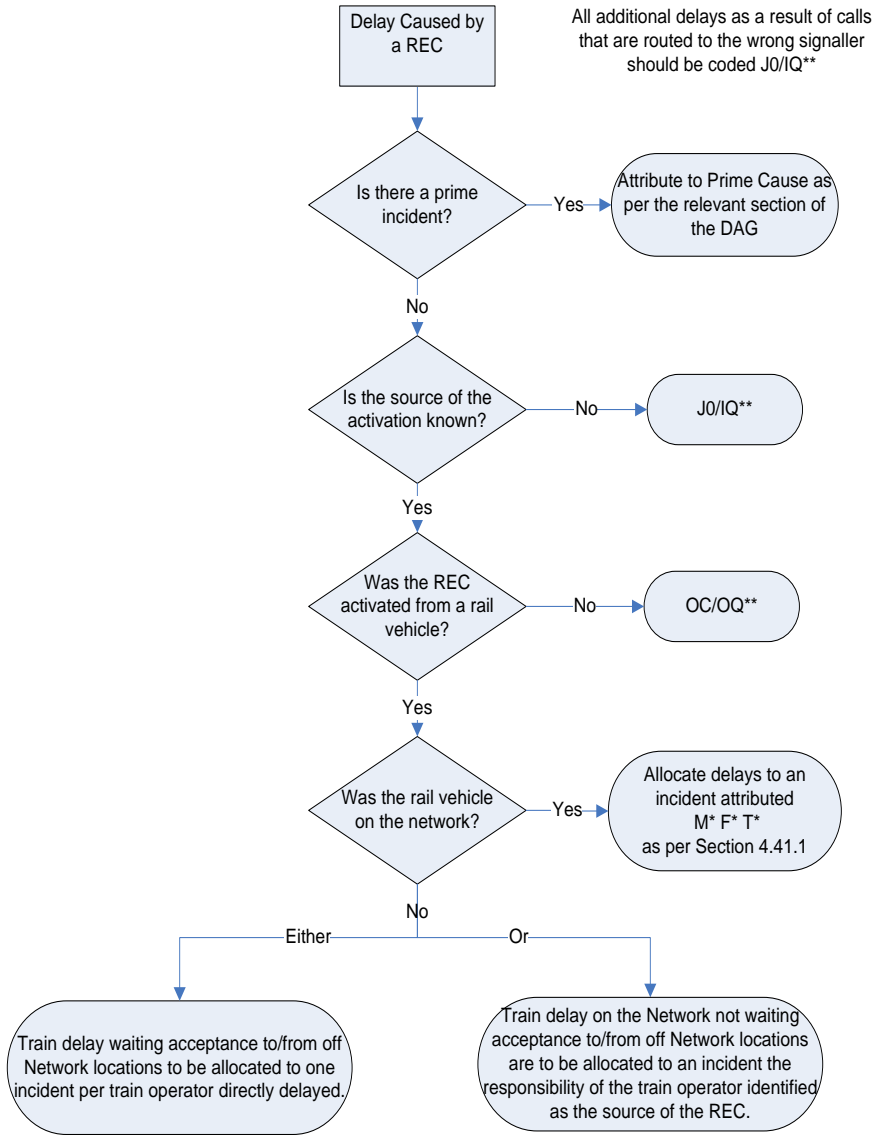 Delay Caused by
a REC
All additional delays as a result of calls
that are routed to the wrong signaller
should be coded J0/IQ**
Is there a prime
incident?
Yes
Attribute to Prime Cause as
per the relevant section of
the DAG
No
Is the source of the
activation known?
No
J0/IQ**
Yes
Was the REC
activated from a rail
vehicle?
No
OC/OQ**
Yes
Was the rail vehicle
on the network?
Yes
Allocate delays to an
incident attributed
M* F* T*
as per Section 4.41.1
No
Either
Or
Train delay waiting acceptance to/from off
Network locations to be allocated to one
incident per train operator directly delayed.
Train delay on the Network not waiting
acceptance to/from off Network locations
are to be allocated to an incident the
responsibility of the train operator identified
as the source of the REC.